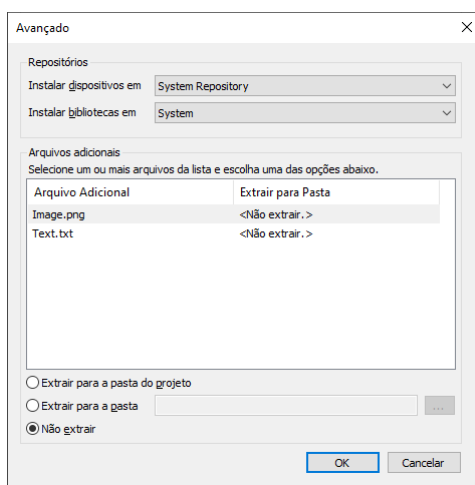 Avançado
Repositórios
Instalar dispositivos em System Repository
Instalar bibliotecas em System
Arquivos adicionais
Selecione um ou mais arquivos da lista e escolha uma das opções abaixo.
Arquivo Adicional Extrair para Pasta
Image.png <Não extrair.>
Text.txt <Não extrair.>
Extrair para a pasta do projeto
Extrair para a pasta ...
Não extrair
OK Cancelar